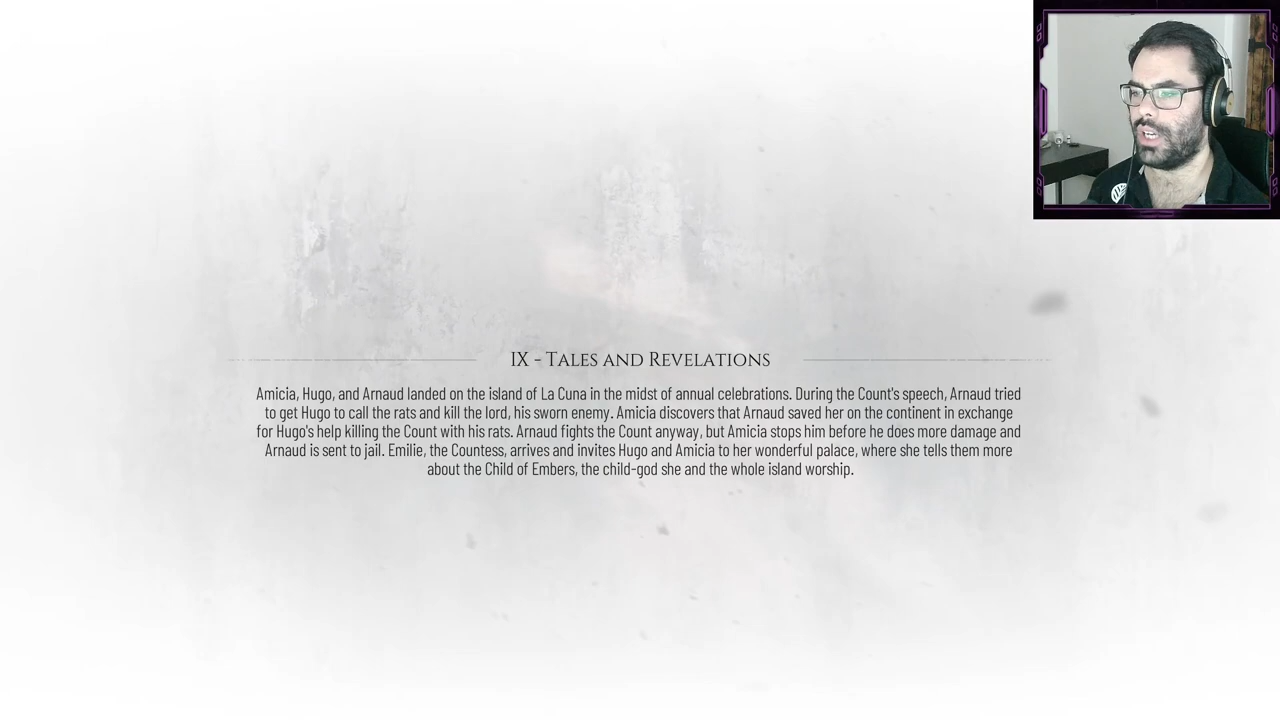 IX - Tales and Revelations
Amicia, Hugo, and Arnaud landed on the island of La Cuna in the midst of annual celebrations. During the Count's speech, Arnaud tried
to get Hugo to call the rats and kill the lord, his sworn enemy. Amicia discovers that Arnaud saved her on the continent in exchange
for Hugo's help killing the Count with his rats. Arnaud fights the Count anyway, but Amicia stops him before he does more damage and
Arnaud is sent to jail. Emilie, the Countess, arrives and invites Hugo and Amicia to her wonderful palace, where she tells them more
about the Child of Embers, the child-god she and the whole island worship.